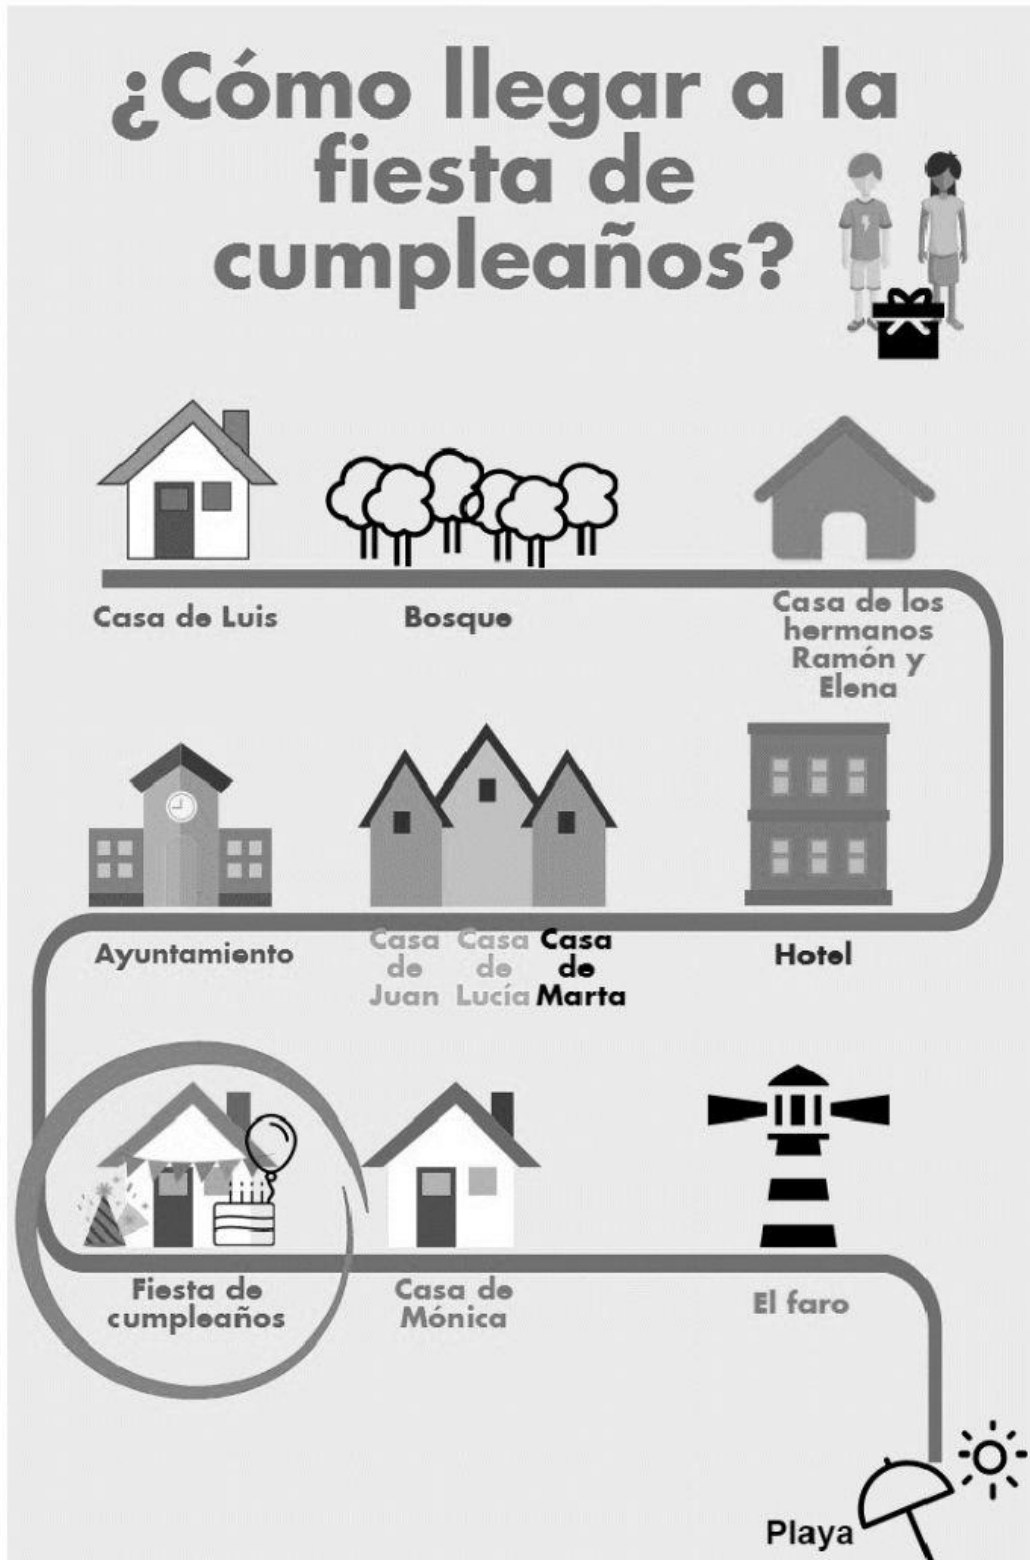 ¿Cómo llegar a la
fiesta de
cumpleaños?
Casa de Luis
Bosque
Casa de los
hermanos
Ramón y
Elena
Ayuntamiento
Casa
de
Juan
Casa
de
Lucía
Casa
de
Marta
Hotel
Fiesta de
cumpleaños
Casa de
Mónica
El faro
Playa